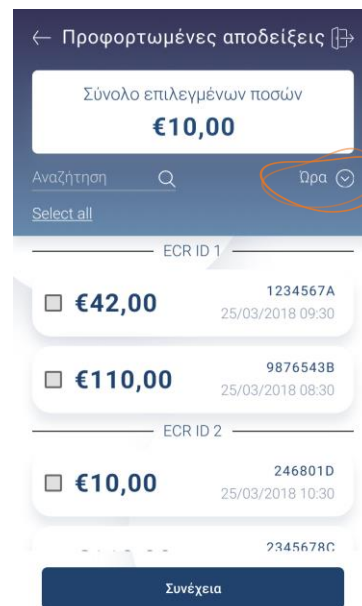 Προφορτωμένες αποδείξεις
Σύνολο επιλεγμένων ποσών
€10,00
Αναζήτηση
Ώρα
Select all
ECR ID 1
€42,00
1234567A
25/03/2018 09:30
€110,00
9876543B
25/03/2018 08:30
ECR ID 2
€10,00
246801D
25/03/2018 10:30
2345678C
Συνέχεια